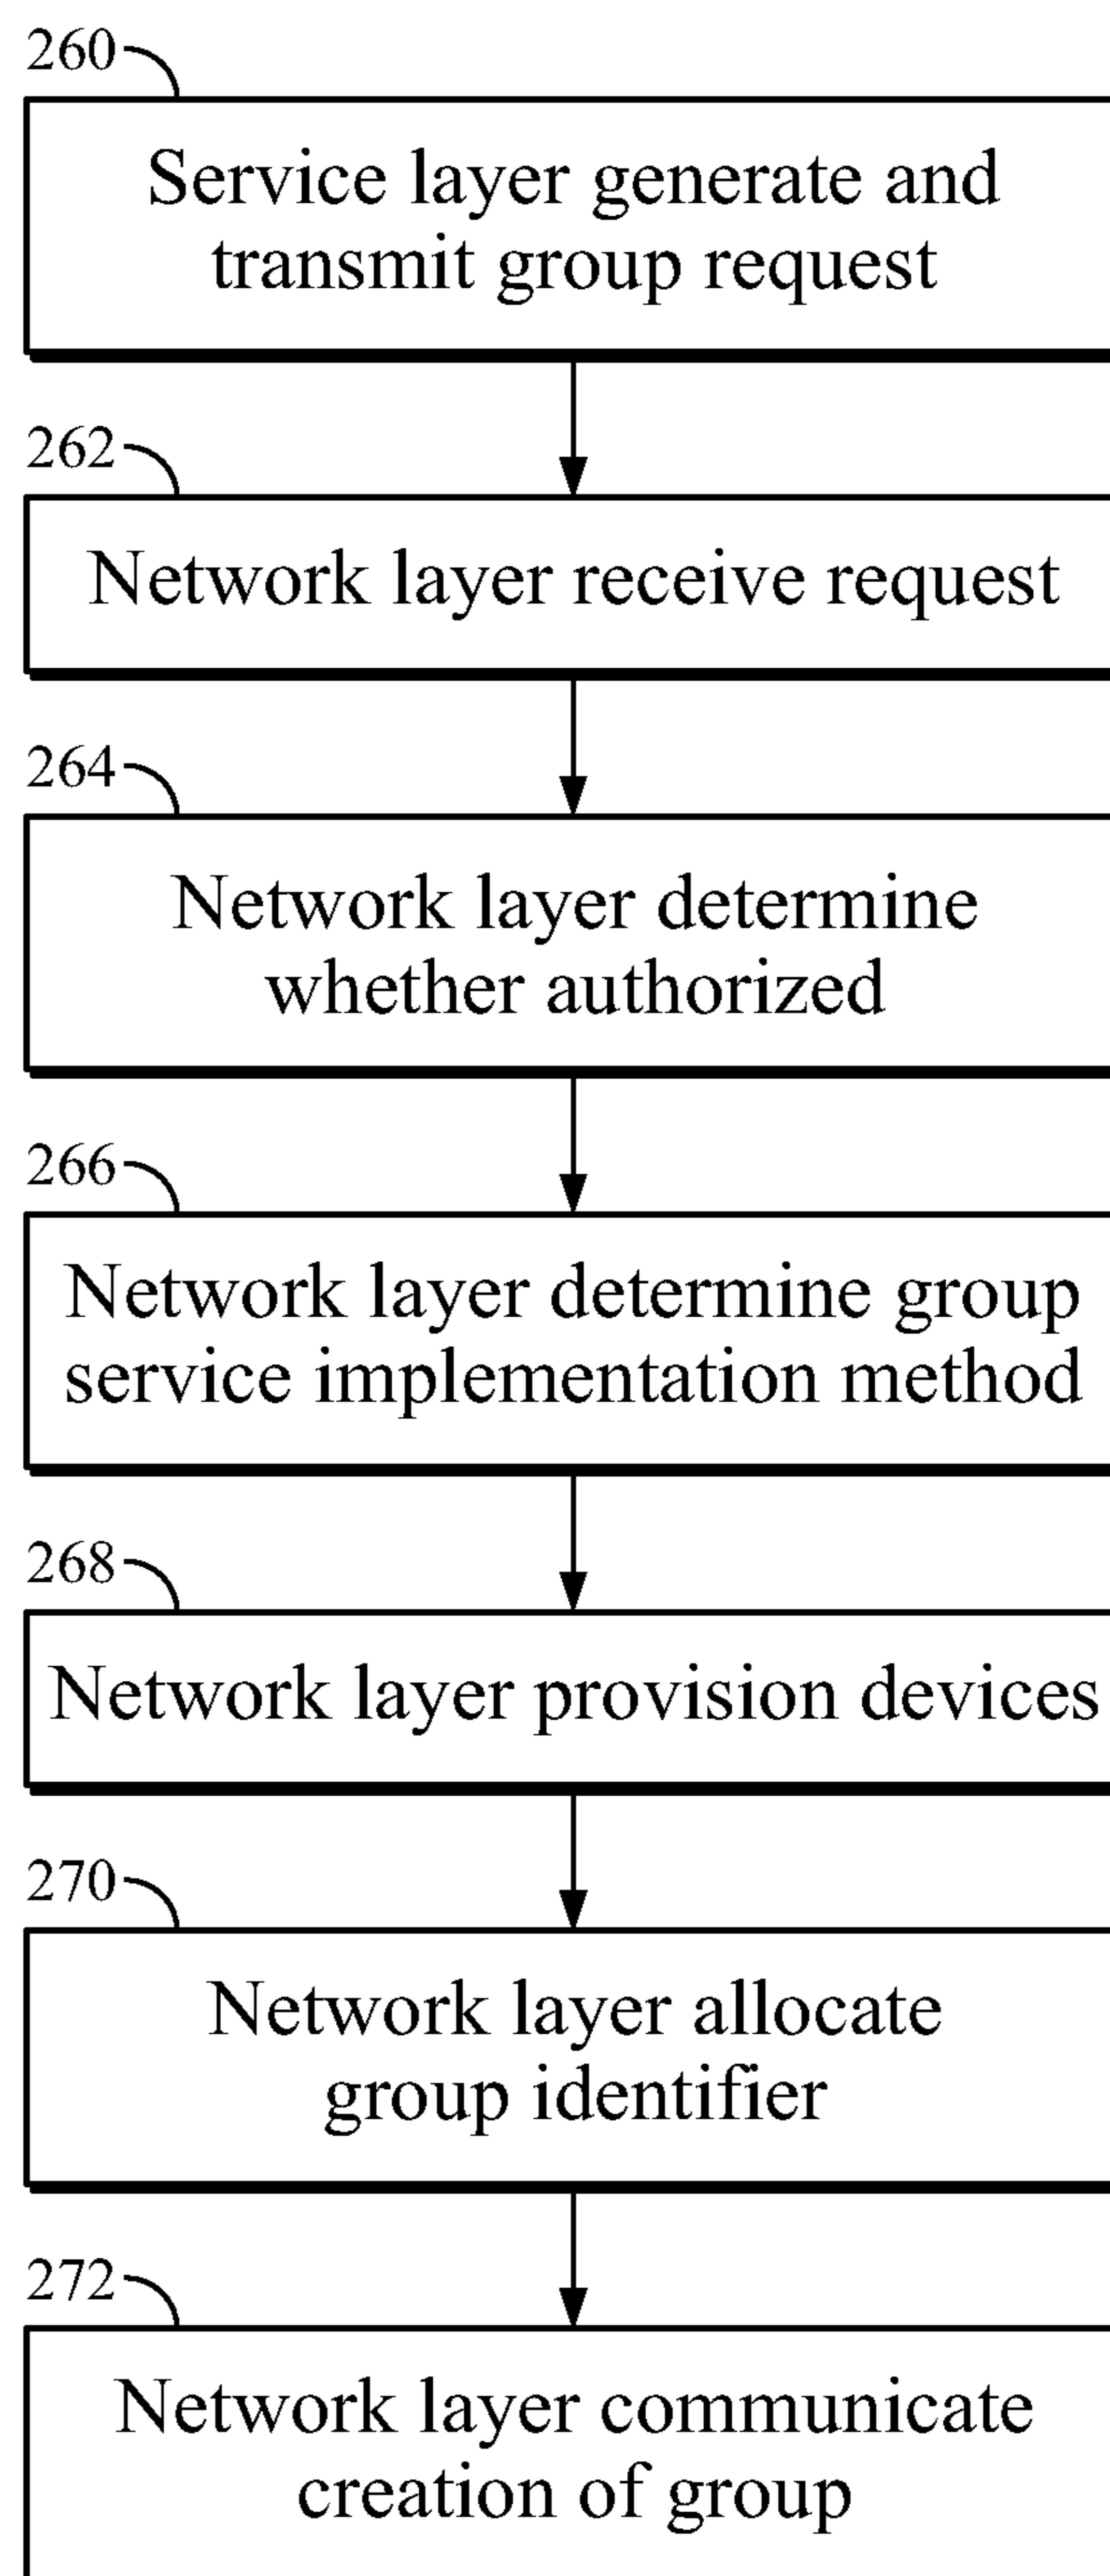 260
Service layer generate and
transmit group request
262
Network layer receive request
264
Network layer determine
whether authorized
266
Network layer determine group
service implementation method
268
Network layer provision devices
270
Network layer allocate
group identifier
272
Network layer communicate
creation of group